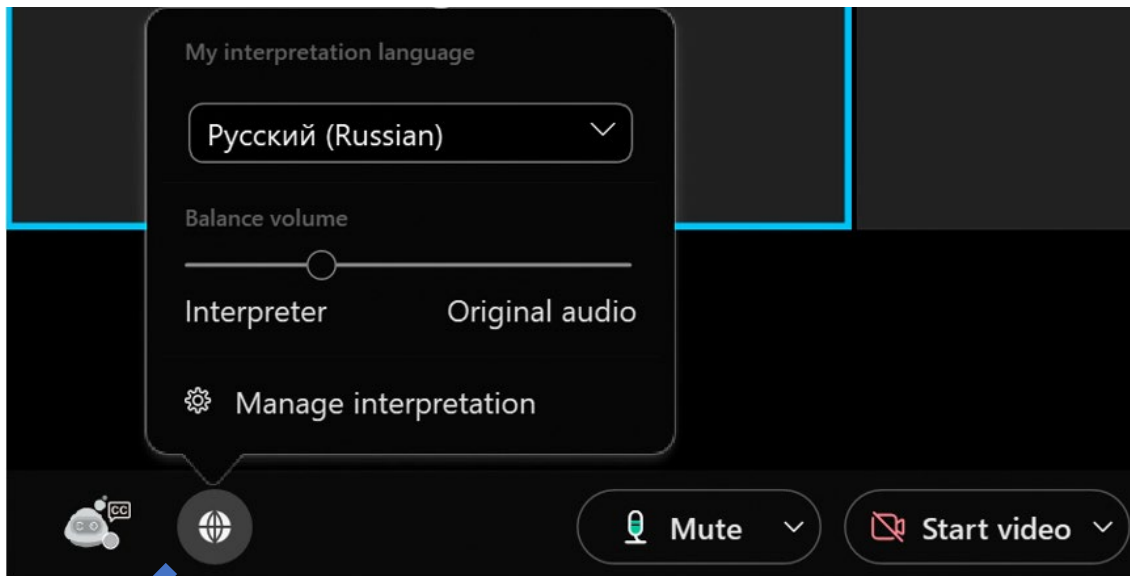 My interpretation language
Русский (Russian)
Balance volume
Interpreter Original audio
Manage interpretation
CC
Mute Start video